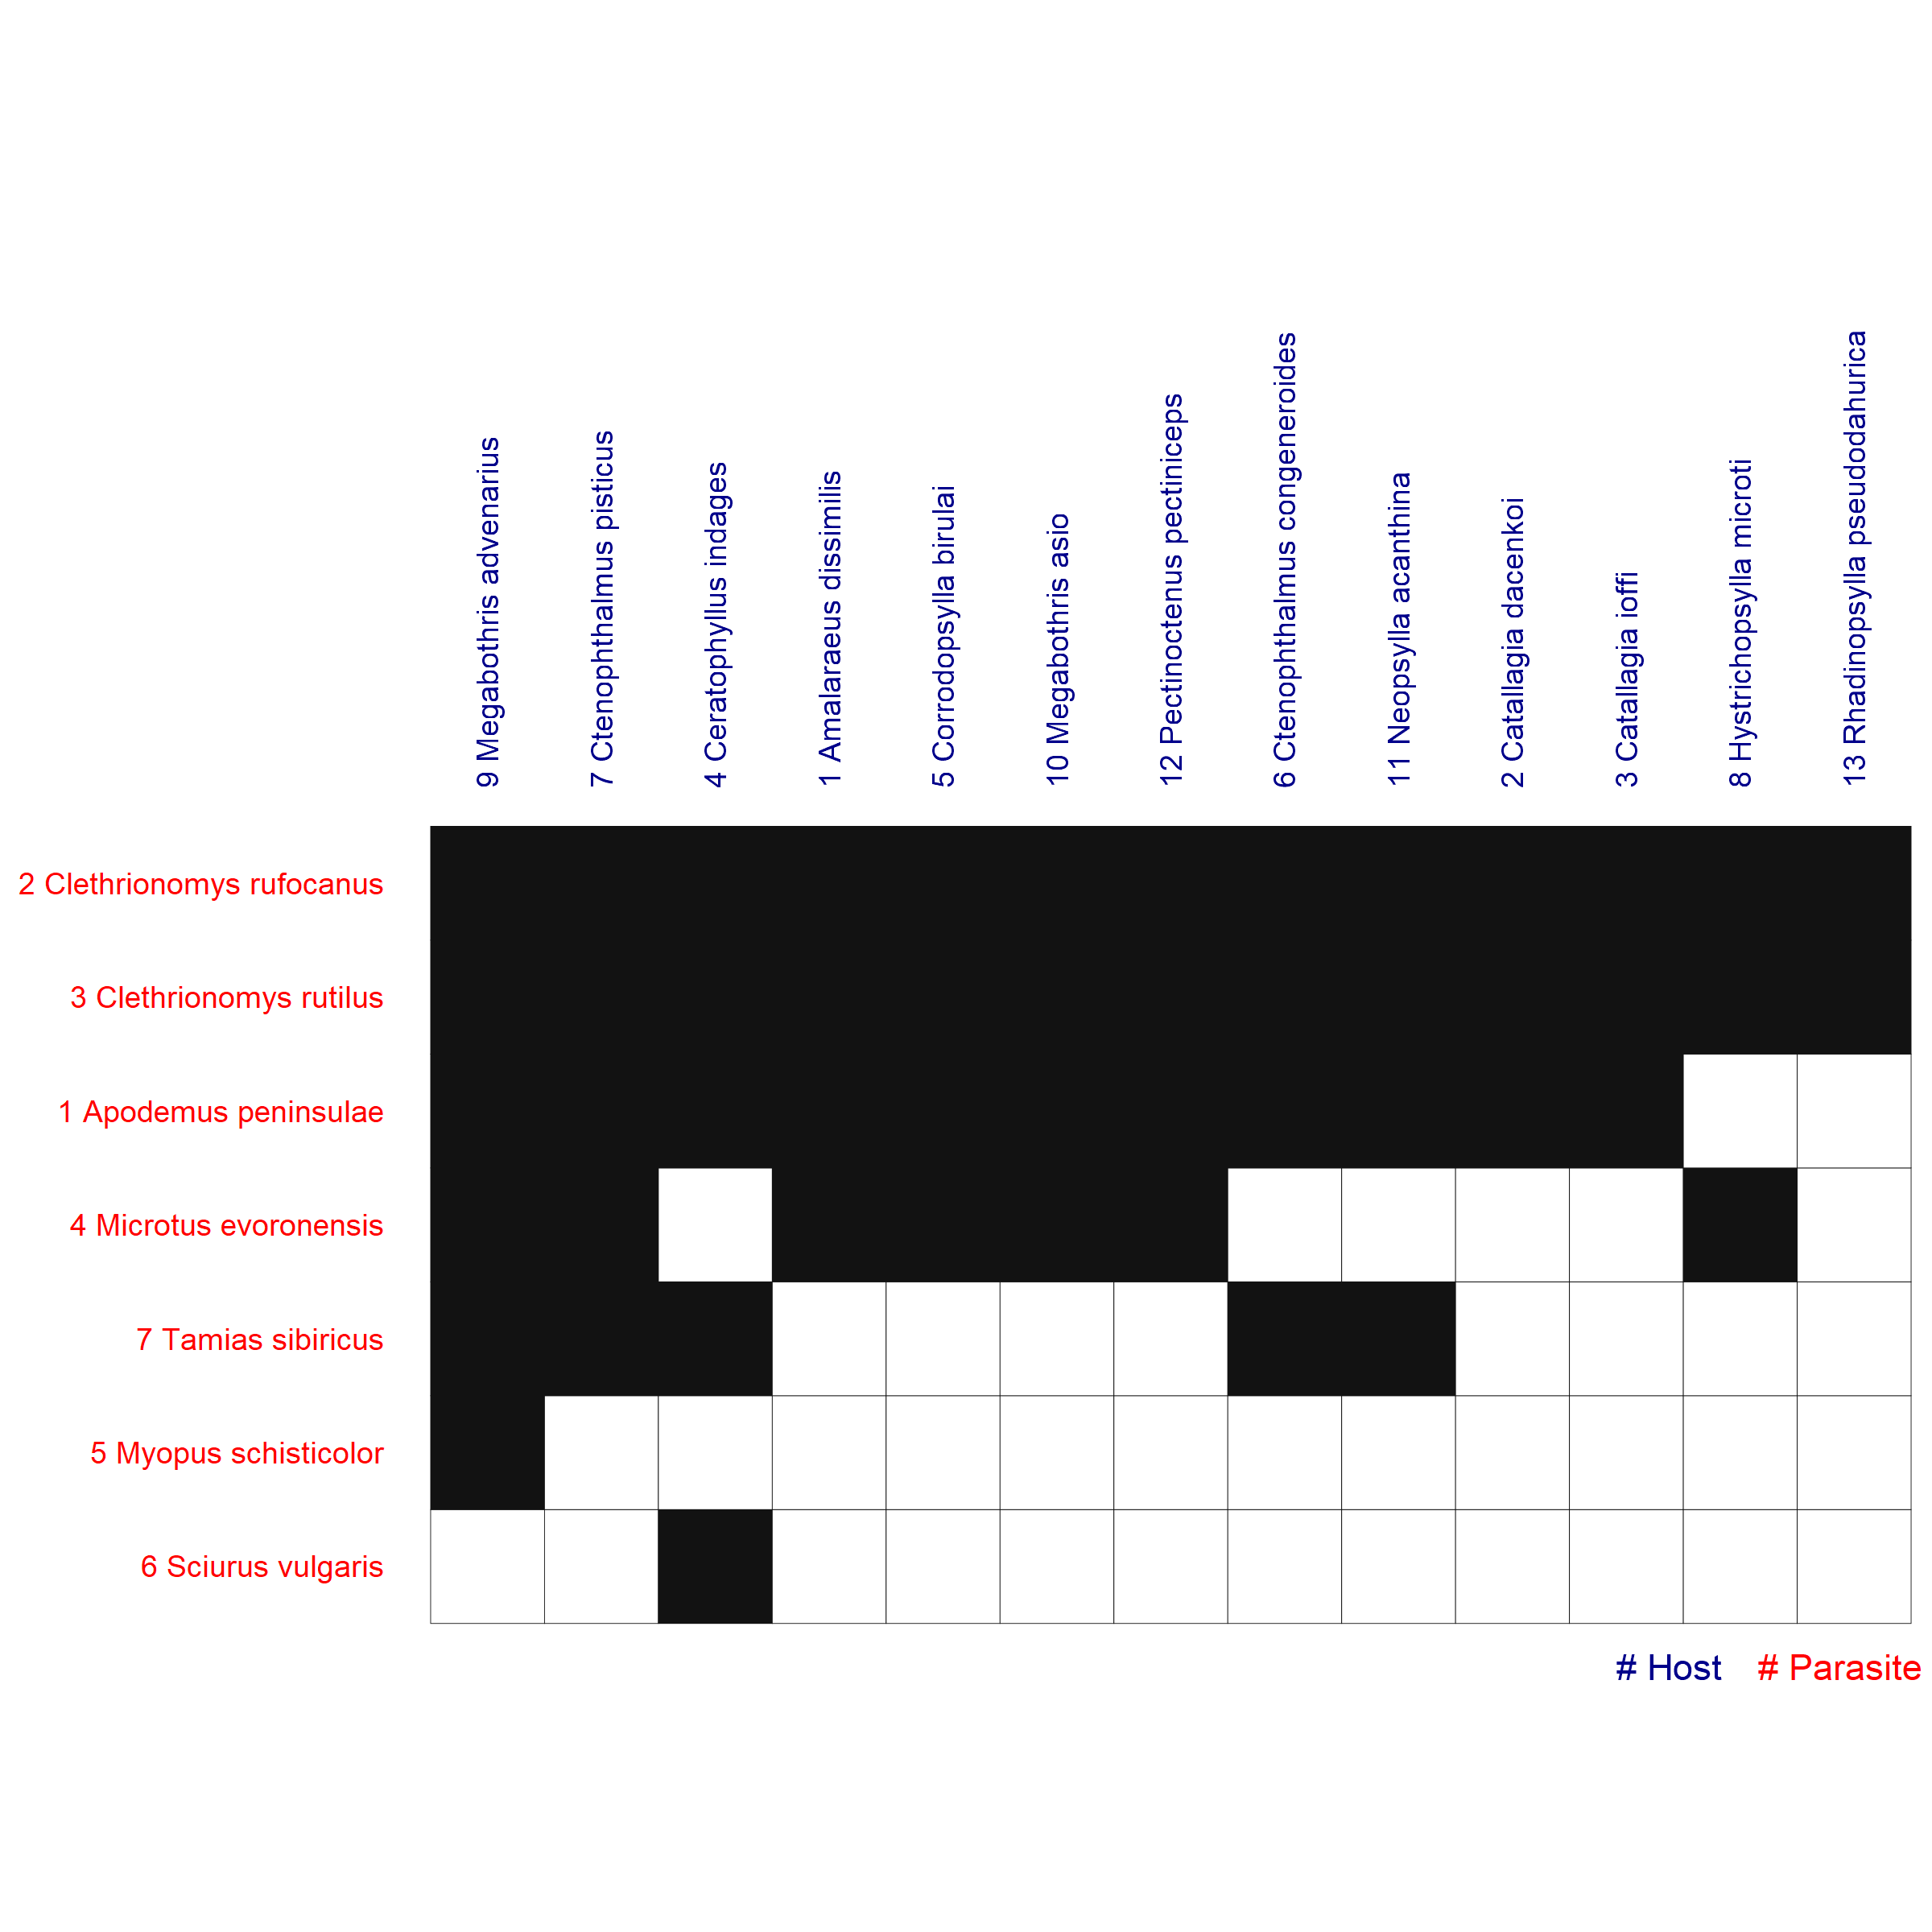 9 Megabothris advenarius
7 Ctenophthalmus pisticus
4 Ceratophyllus indages
1 Amalaraeus dissimilis
5 Corrodopsylla birulai
10 Megabothris asio
12 Pectinoctenus pectiniceps
6 Ctenophthalmus congeneroides
11 Neopsylla acanthina
2 Catallagia dacenkoi
3 Catallagia ioffi
8 Hystrichopsylla microti
13 Rhadinopsylla pseudodahurica
2 Clethrionomys rufocanus
3 Clethrionomys rutilus
1 Apodemus peninsulae
4 Microtus evoronensis
7 Tamias sibiricus
5 Myopus schisticolor
6 Sciurus vulgaris
# Host # Parasite